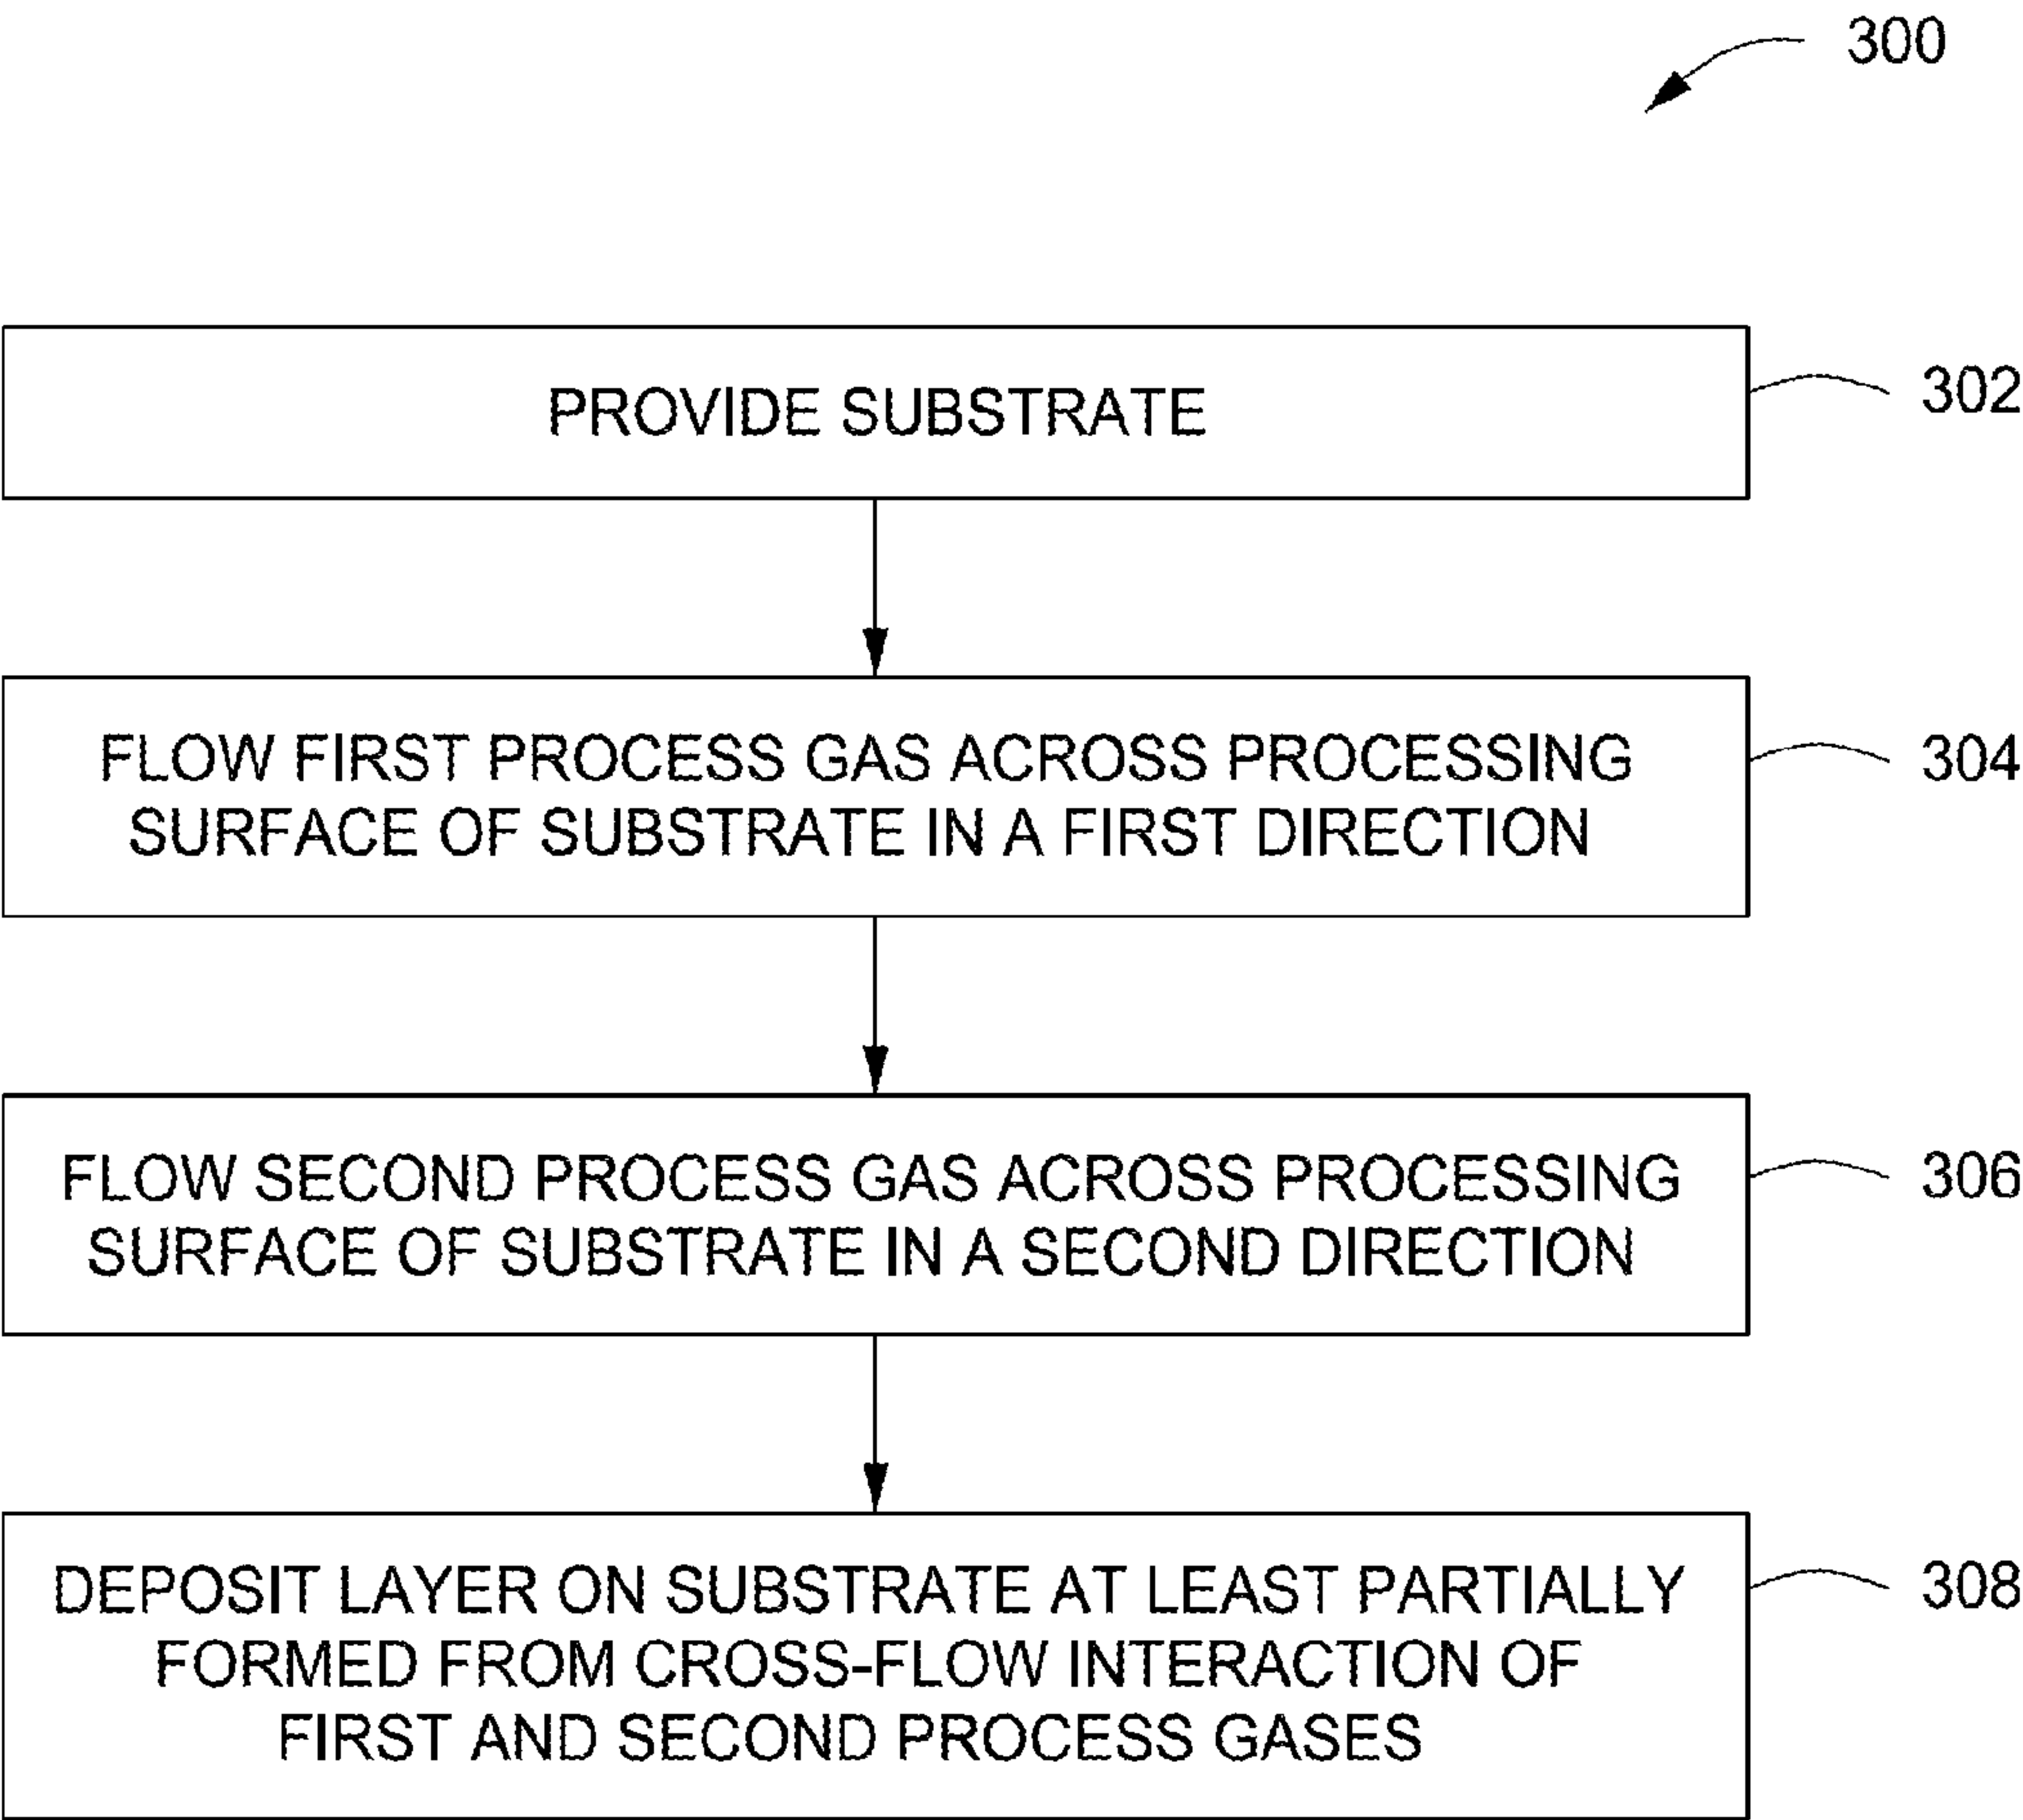 300
PROVIDE SUBSTRATE
302
FLOW FIRST PROCESS GAS ACROSS PROCESSING
SURFACE OF SUBSTRATE IN A FIRST DIRECTION
304
FLOW SECOND PROCESS GAS ACROSS PROCESSING
SURFACE OF SUBSTRATE IN A SECOND DIRECTION
306
DEPOSIT LAYER ON SUBSTRATE AT LEAST PARTIALLY
FORMED FROM CROSS-FLOW INTERACTION OF
FIRST AND SECOND PROCESS GASES
308